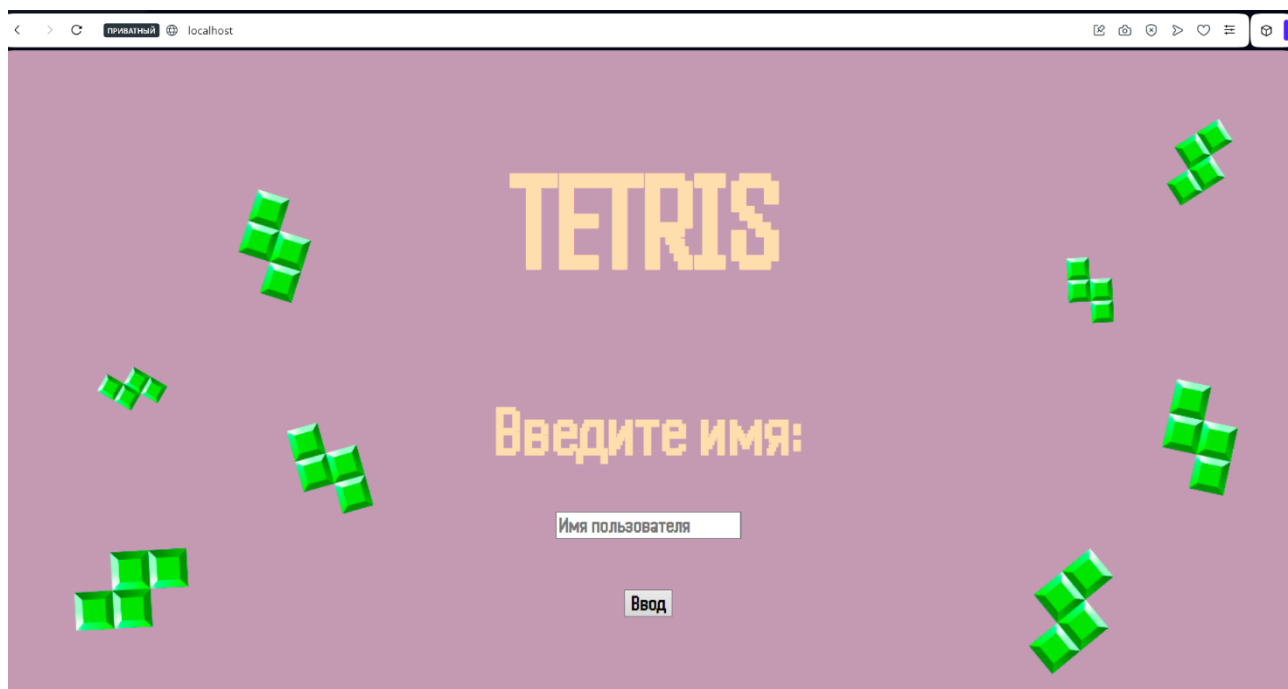 ПРИВАТНЫЙ localhost
TETRIS
Введите имя:
Имя пользователя
Ввод